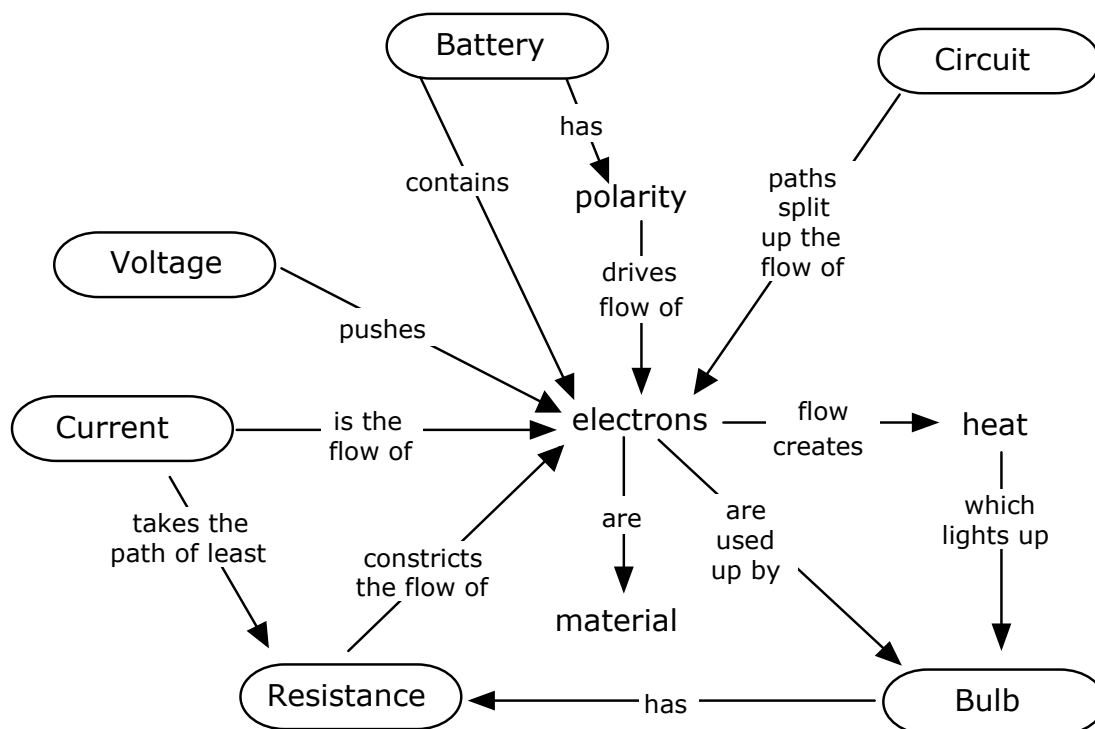 Battery
Circuit
has
contains
polarity
paths
split
up the
flow of
Voltage
drives
flow of
pushes
Current
is the
flow of
electrons
flow
creates
heat
takes the
path of least
constricts
the flow of
are
are
used
up by
which
lights up
material
Resistance
has
Bulb